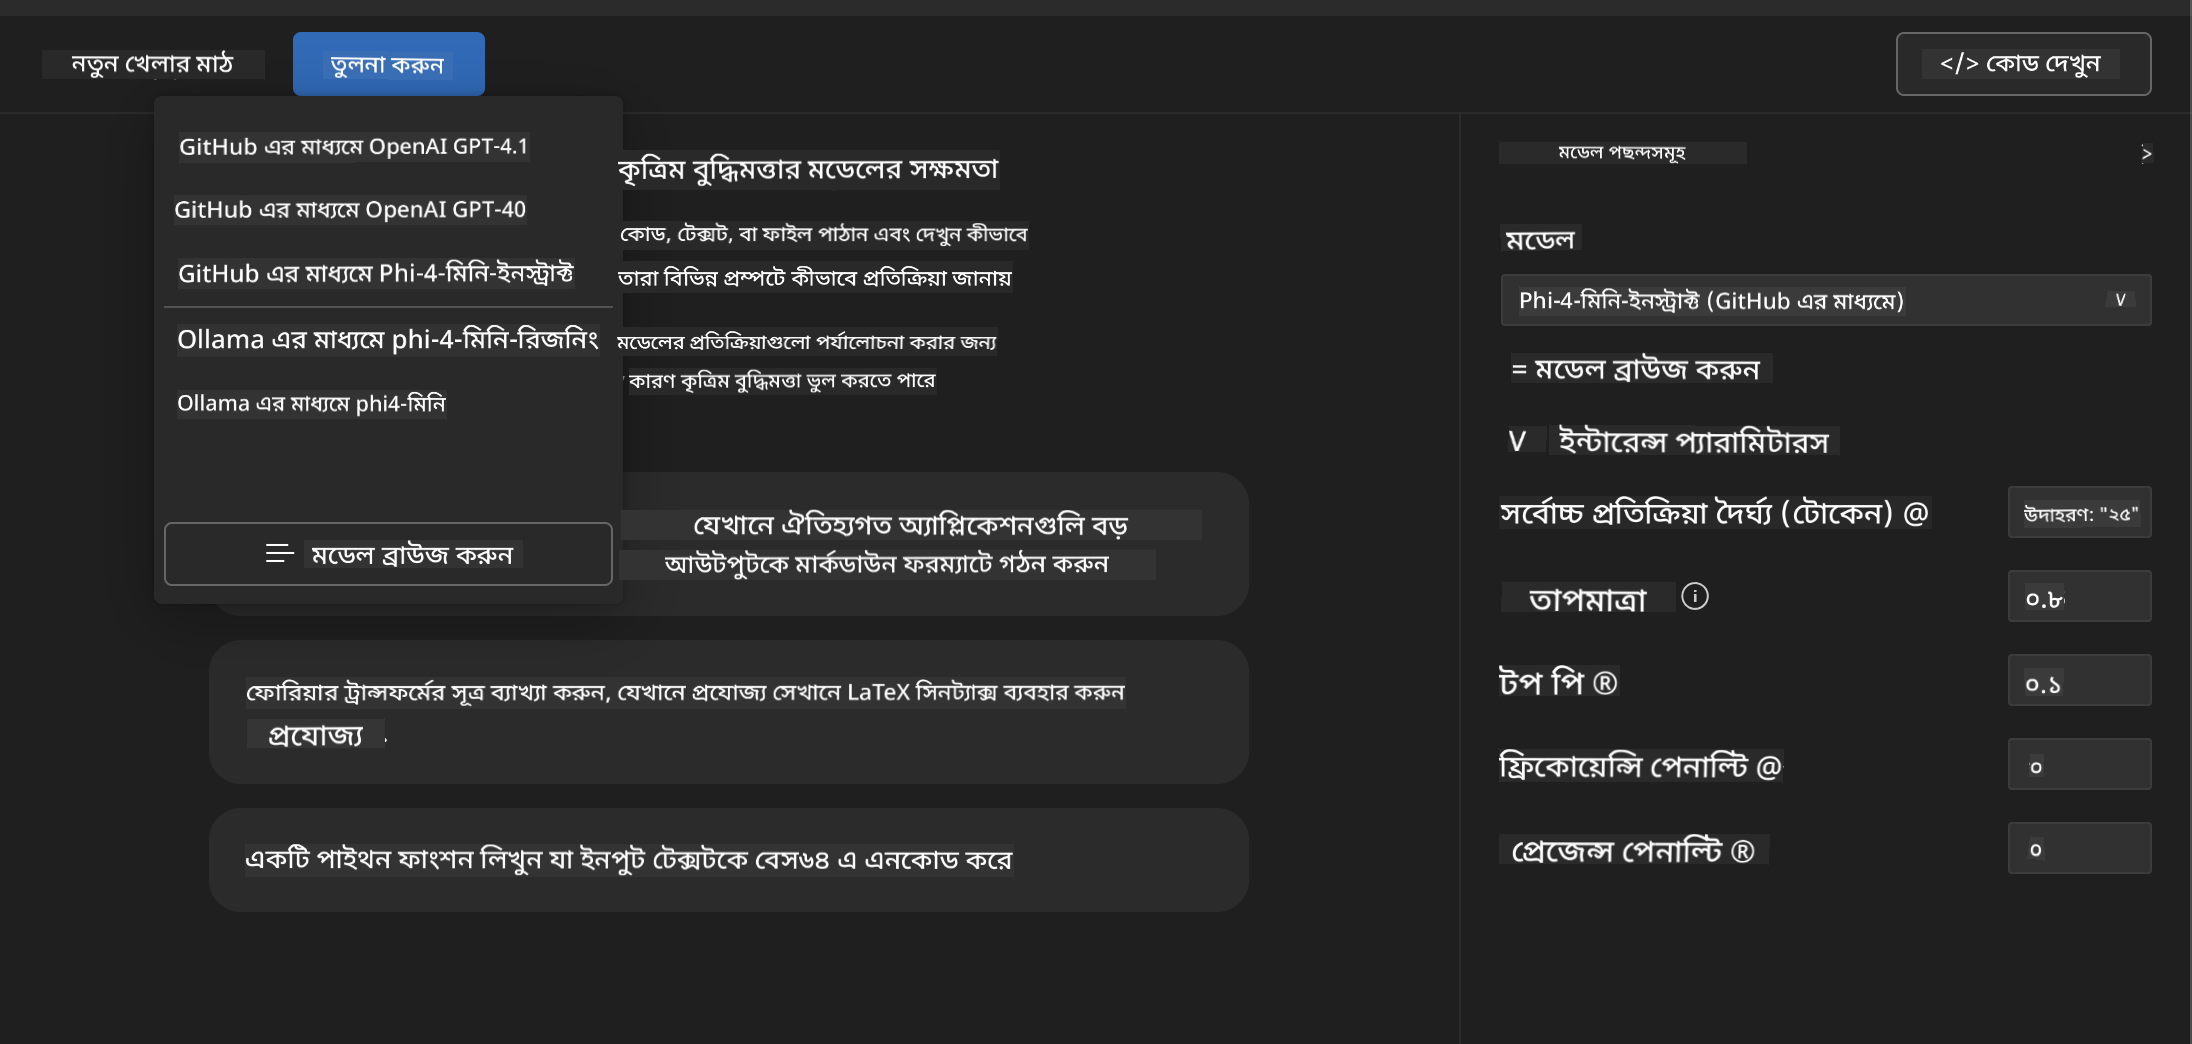 নতুন খেলার মাঠ
তুলনা করুন
</> কোড দেখুন
GitHub এর মাধ্যমে OpenAI GPT-4.1
GitHub এর মাধ্যমে OpenAI GPT-40
GitHub এর মাধ্যমে Phi-4-মিনি-ইনস্ট্রাক্ট
Ollama এর মাধ্যমে phi-4-মিনি-রিজনিং
Ollama এর মাধ্যমে phi4-মিনি
মডেল ব্রাউজ করুন
কৃত্রিম বুদ্ধিমত্তার মডেলের সক্ষমতা
কোড, টেক্সট, বা ফাইল পাঠান এবং দেখুন কীভাবে
তারা বিভিন্ন প্রম্পটে কীভাবে প্রতিক্রিয়া জানায়
মডেলের প্রতিক্রিয়াগুলো পর্যালোচনা করার জন্য
কারণ কৃত্রিম বুদ্ধিমত্তা ভুল করতে পারে
যেখানে ঐতিহ্যগত অ্যাপ্লিকেশনগুলি বড়
আউটপুটকে মার্কডাউন ফরম্যাটে গঠন করুন
ফোরিয়ার ট্রান্সফর্মের সূত্র ব্যাখ্যা করুন, যেখানে প্রযোজ্য সেখানে LaTeX সিনট্যাক্স ব্যবহার করুন
প্রযোজ্য .
একটি পাইথন ফাংশন লিখুন যা ইনপুট টেক্সটকে বেস৬৪ এ এনকোড করে
মডেল পছন্দসমূহ >
মডেল
Phi-4-মিনি-ইনস্ট্রাক্ট (GitHub এর মাধ্যমে) V
= মডেল ব্রাউজ করুন
V ইন্টারেন্স প্যারামিটারস
সর্বোচ্চ প্রতিক্রিয়া দৈর্ঘ্য (টোকেন) @ উদাহরণ: "২৫"
তাপমাত্রা ০.৮
টপ পি ® ০.১
ফ্রিকোয়েন্সি পেনাল্টি @ ০
প্রেজেন্স পেনাল্টি ® ০